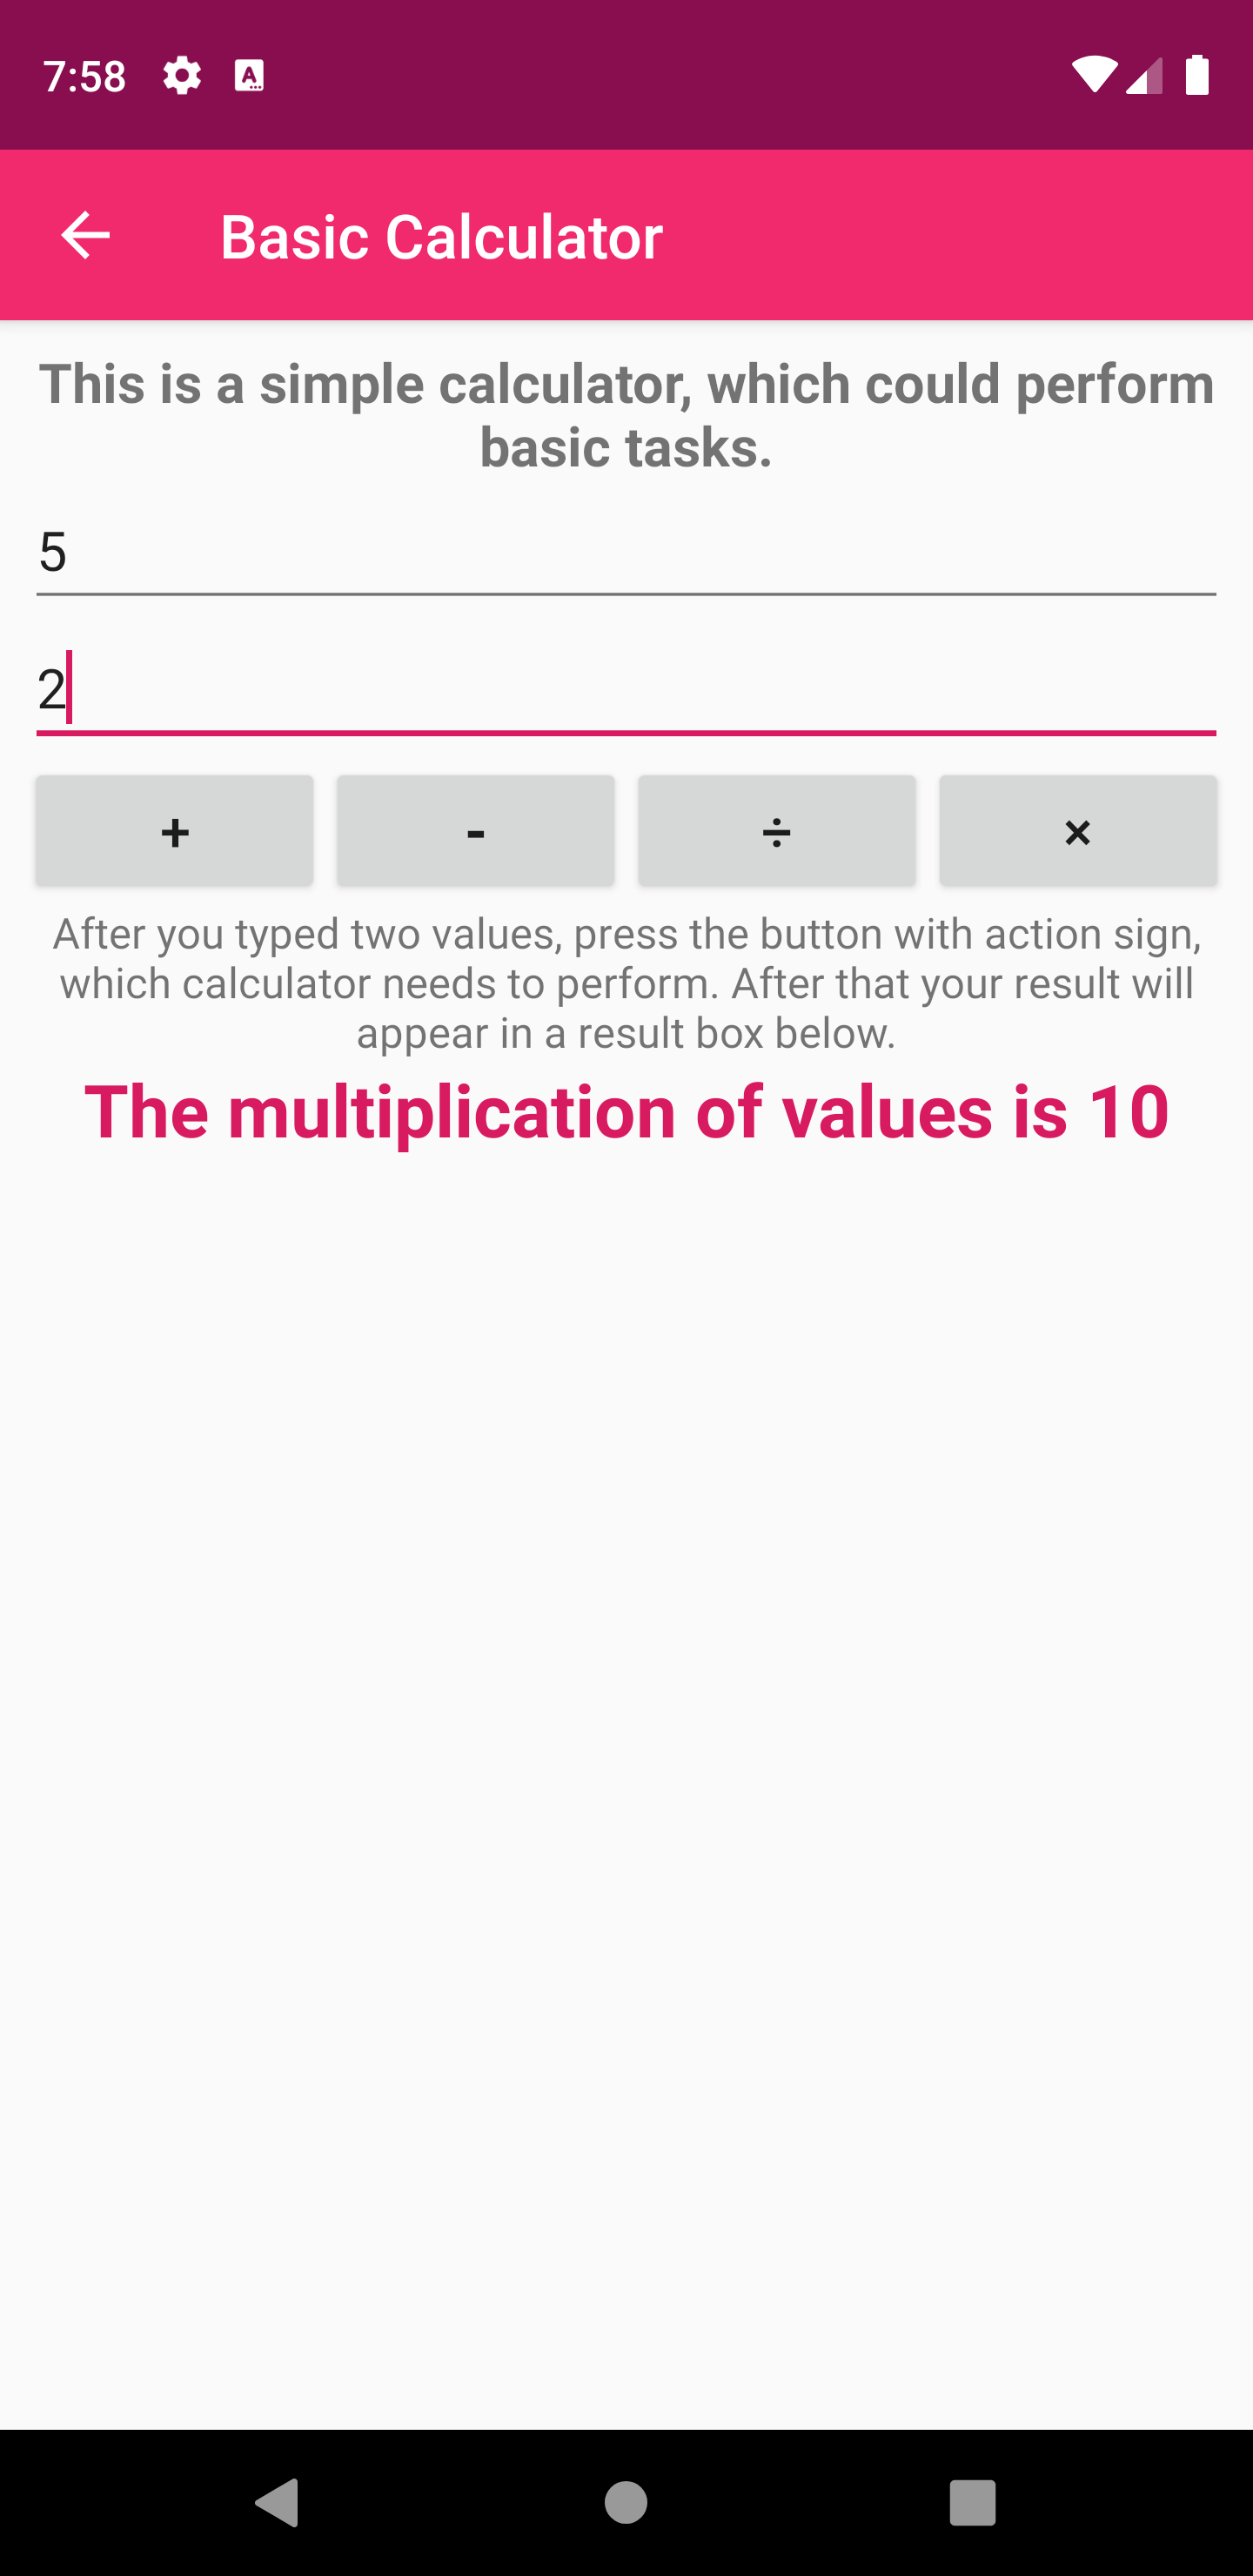 7:58
Basic Calculator
This is a simple calculator, which could perform
basic tasks.
5
2
+ - ÷ ×
After you typed two values, press the button with action sign,
which calculator needs to perform. After that your result will
appear in a result box below.
The multiplication of values is 10